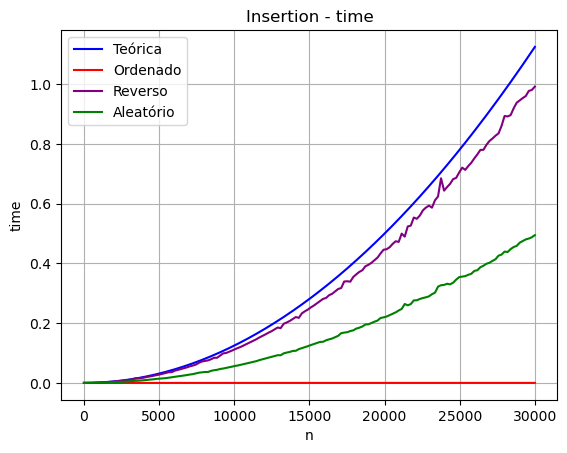 Insertion - time
Teórica
Ordenado
Reverso
Aleatório
1.0
0.8
0.6
0.4
0.2
0.0
time
0 5000 10000 15000 20000 25000 30000
n